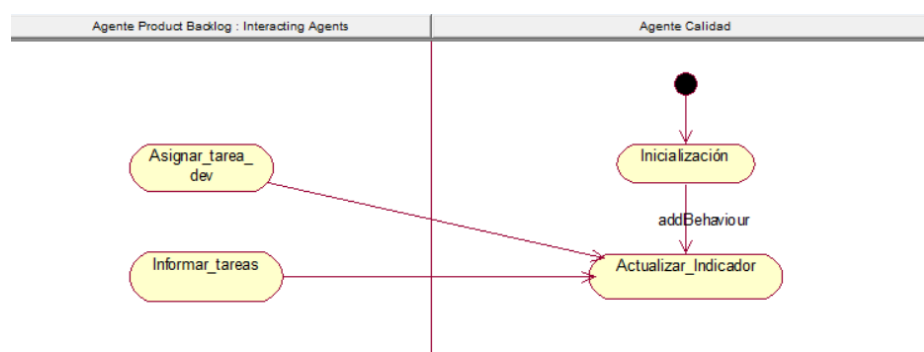 Agente Product Backlog : Interacting Agents
Agente Calidad
Asignar_tarea_
dev
Inicialización
addBehaviour
Informar_tareas
Actualizar_Indicador